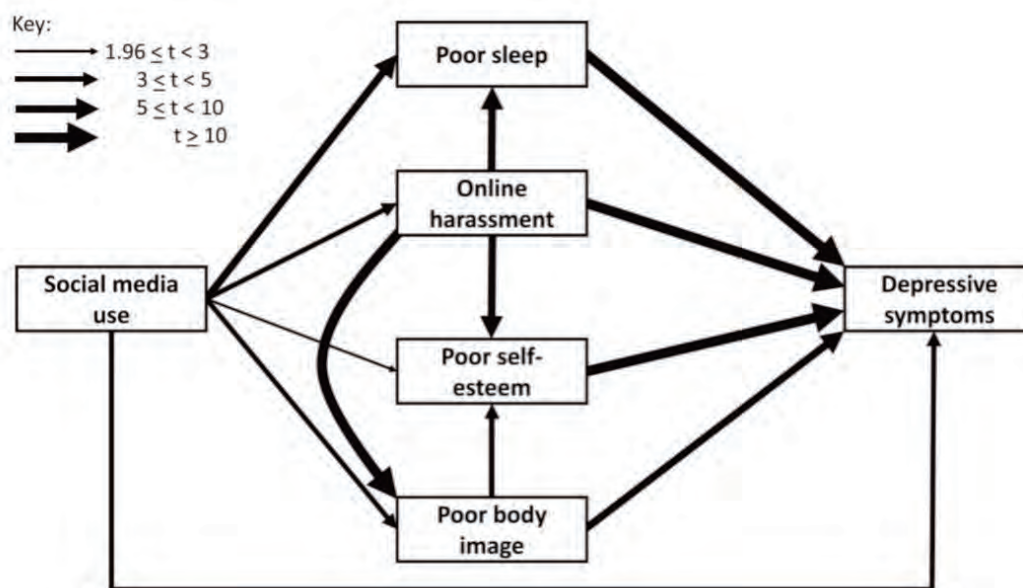 Key:
1.96 ≤ t < 3
3 ≤ t < 5
5 ≤ t < 10
t ≥ 10
Poor sleep
Online
harassment
Social media
use
Depressive
symptoms
Poor self-
esteem
Poor body
image